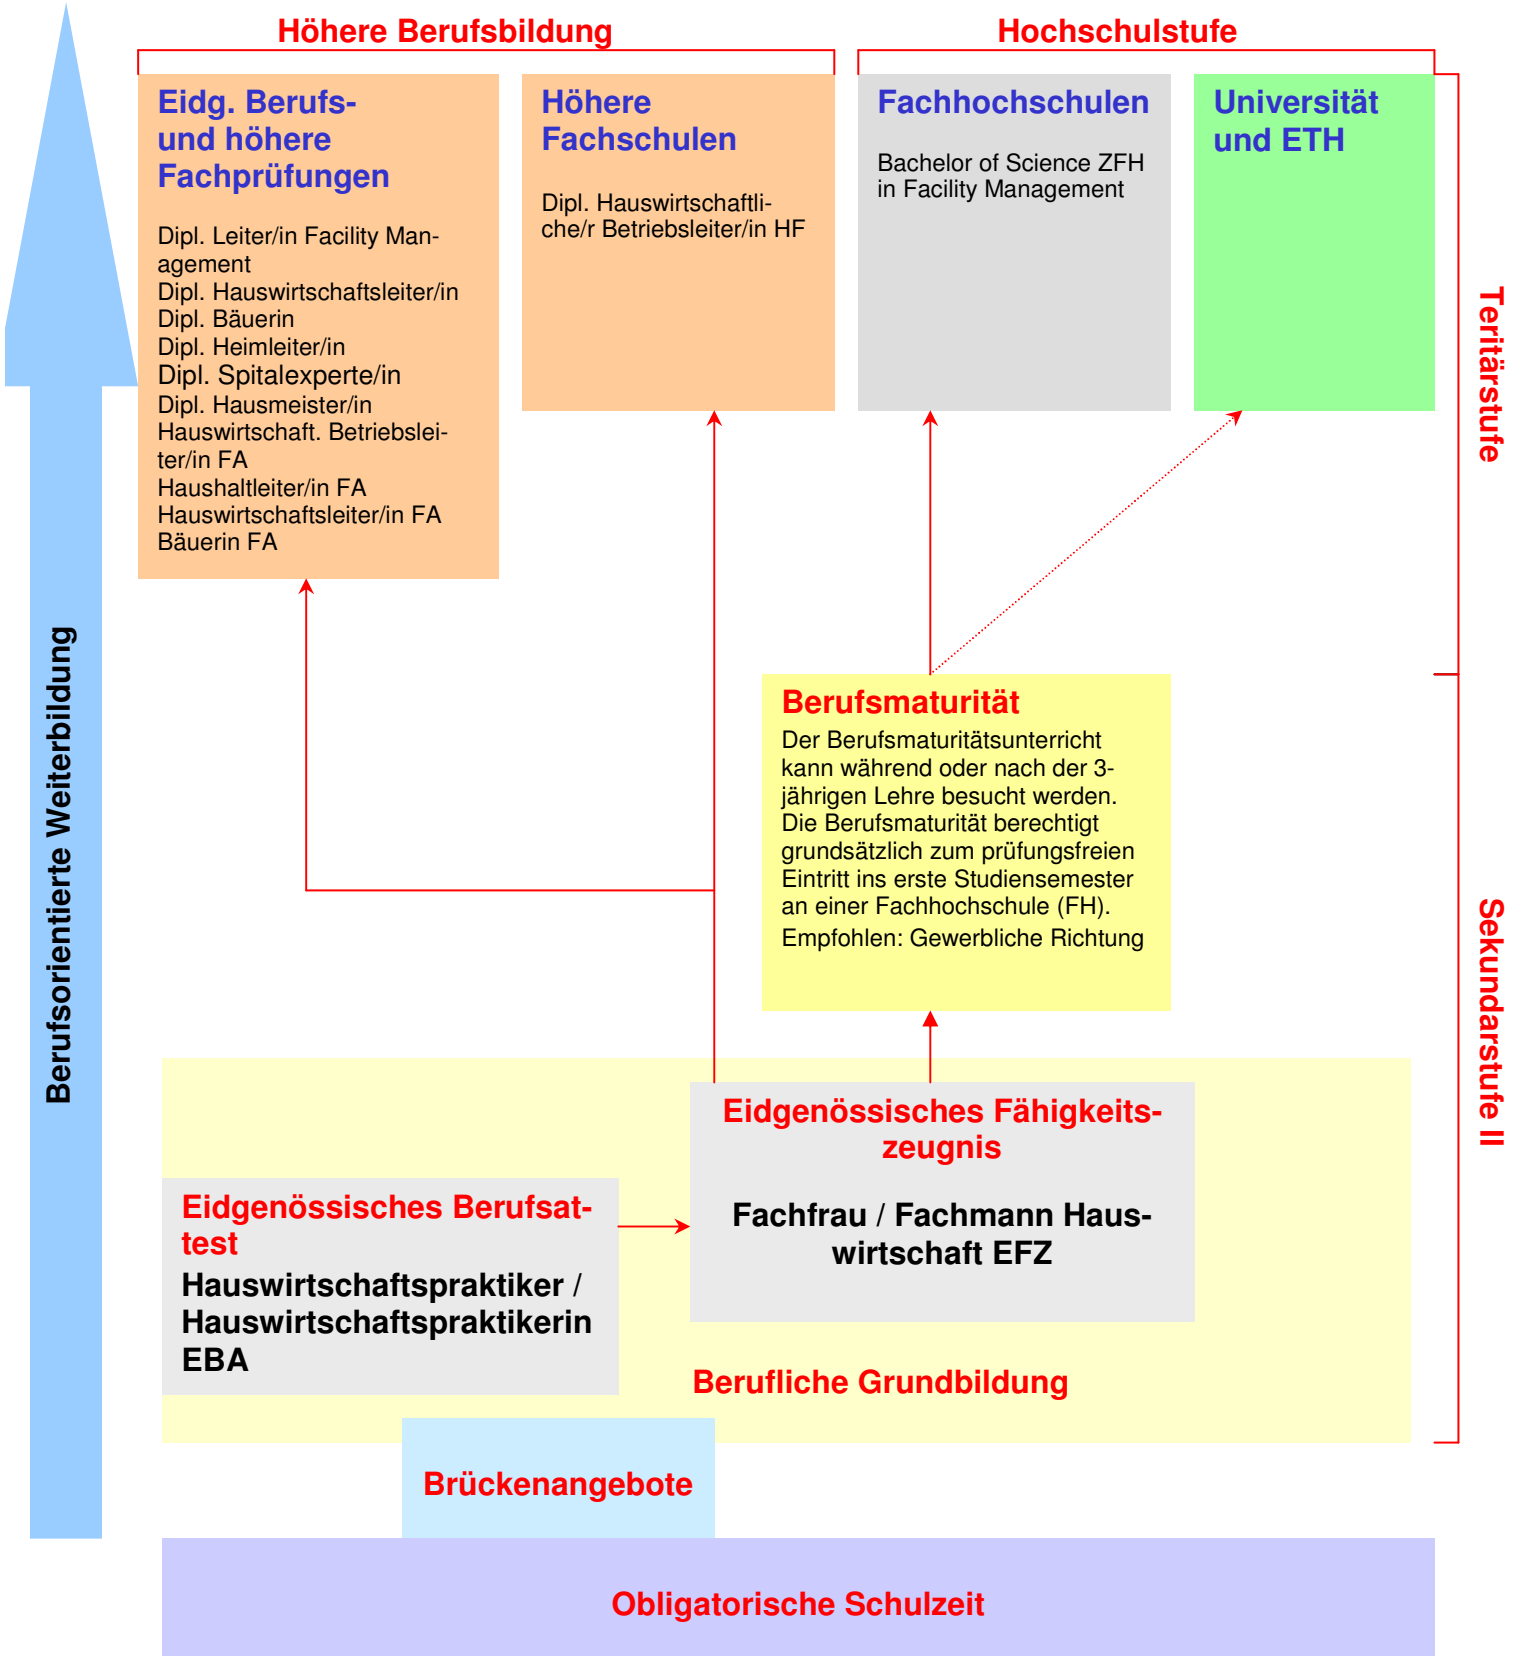 Höhere Berufsbildung
Hochschulstufe
Eidg. Berufs-
und höhere
Fachprüfungen
Dipl. Leiter/in Facility Man-
agement
Dipl. Hauswirtschaftsleiter/in
Dipl. Bäuerin
Dipl. Heimleiter/in
Dipl. Spitalexperte/in
Dipl. Hausmeister/in
Hauswirtschaft. Betriebslei-
ter/in FA
Haushaltleiter/in FA
Hauswirtschaftsleiter/in FA
Bäuerin FA
Höhere
Fachschulen
Dipl. Hauswirtschaftli-
che/r Betriebsleiter/in HF
Fachhochschulen
Bachelor of Science ZFH
in Facility Management
Universität
und ETH
Teritärstufe
Berufsorientierte Weiterbildung
Berufsmaturität
Der Berufsmaturitätsunterricht
kann während oder nach der 3-
jährigen Lehre besucht werden.
Die Berufsmaturität berechtigt
grundsätzlich zum prüfungsfreien
Eintritt ins erste Studiensemester
an einer Fachhochschule (FH).
Empfohlen: Gewerbliche Richtung
Sekundarstufe II
Eidgenössisches Fähigkeits-
zeugnis
Fachfrau / Fachmann Haus-
wirtschaft EFZ
Eidgenössisches Berufsat-
test
Hauswirtschaftspraktiker /
Hauswirtschaftspraktikerin
EBA
Berufliche Grundbildung
Brückenangebote
Obligatorische Schulzeit